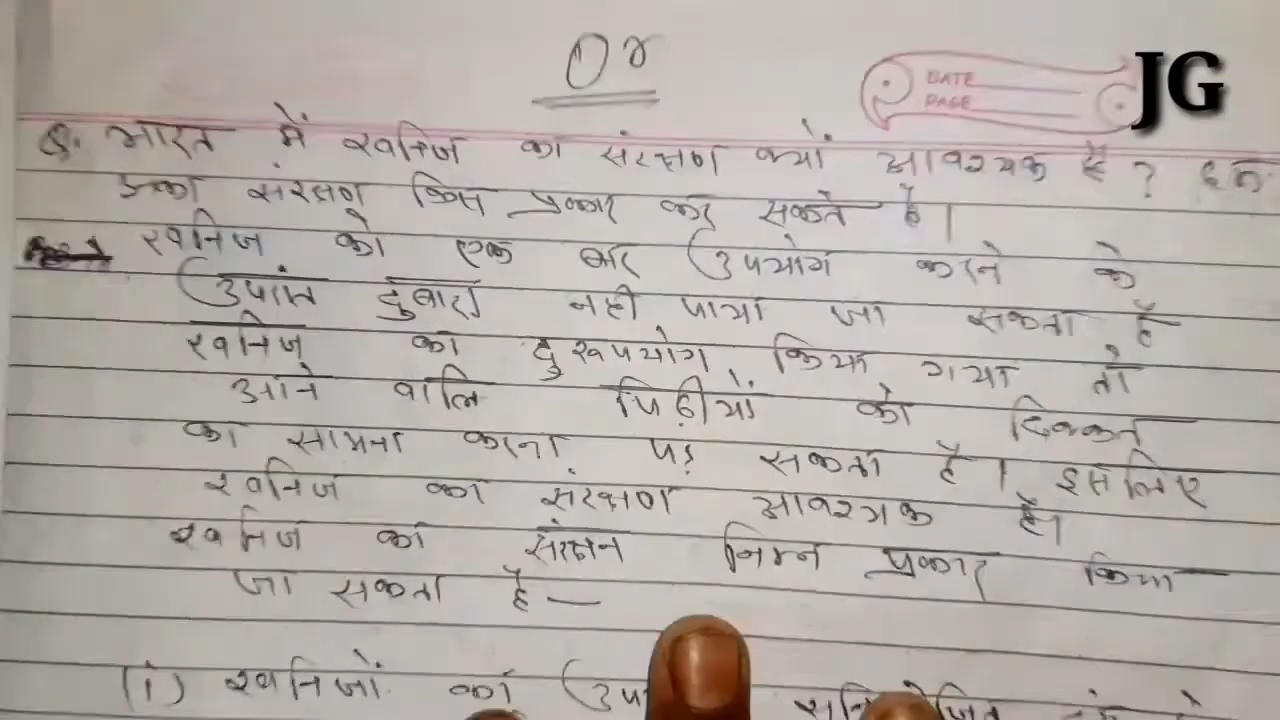 Or
DATE
PAGE
JG
Q. भारत में खनिज का संरक्षण क्यों आवश्यक है ? इन
का संरक्षण किस प्रकार कर सकते है।
खनिज को एक बार उपयोग करने के
उपरांत दुबारा नही पाया जा सकता है
खनिज का दुरूपयोग किया गया तो
आने वालि पिढ़ीयों को दिक्कत
का सामना करना पड़ सकता है। इसलिए
खनिज का संरक्षण आवश्यक है।
खनिज का संरक्षन निम्न प्रकार किया
जा सकता है—
(i) खनिजों का